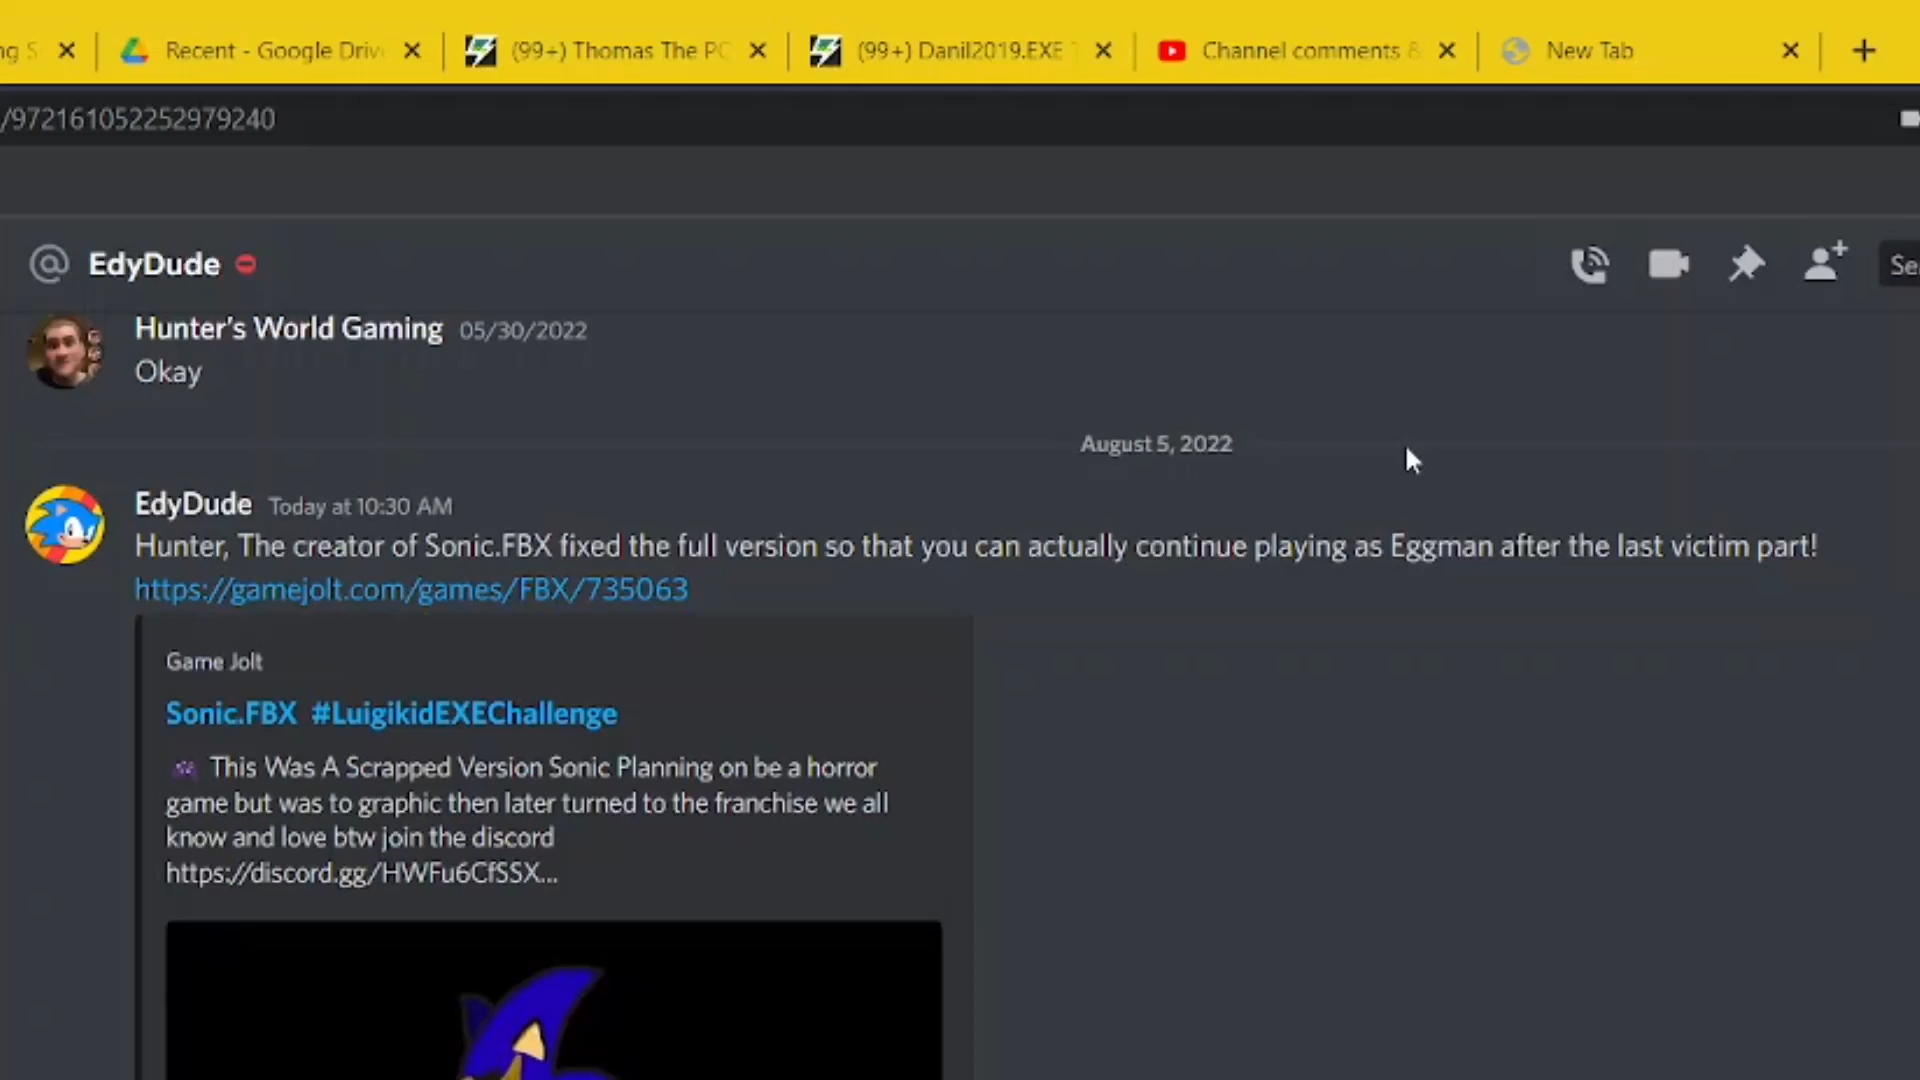 ng S
Recent - Google Driv
(99+) Thomas The PC
(99+) Danil2019.EXE
Channel comments &
New Tab
/972161052252979240
@ EdyDude
Se
Hunter's World Gaming 05/30/2022
Okay
August 5, 2022
EdyDude Today at 10:30 AM
Hunter, The creator of Sonic.FBX fixed the full version so that you can actually continue playing as Eggman after the last victim part!
https://gamejolt.com/games/FBX/735063
Game Jolt
Sonic.FBX #LuigikidEXEChallenge
This Was A Scrapped Version Sonic Planning on be a horror
game but was to graphic then later turned to the franchise we all
know and love btw join the discord
https://discord.gg/HWFu6CfSSX...